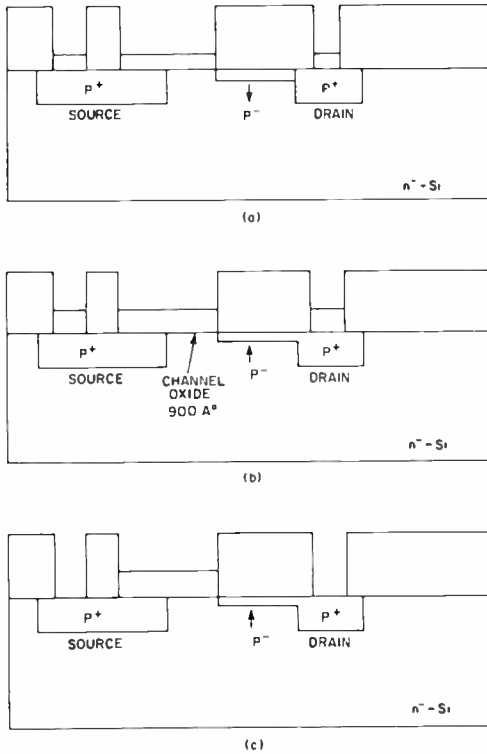 P+ P+
SOURCE P- DRAIN
n- - Si
(a)
P+ P- P+
SOURCE CHANNEL DRAIN
OXIDE
900 A°
n- - Si
(b)
P+ P+
SOURCE P- DRAIN
n- - Si
(c)